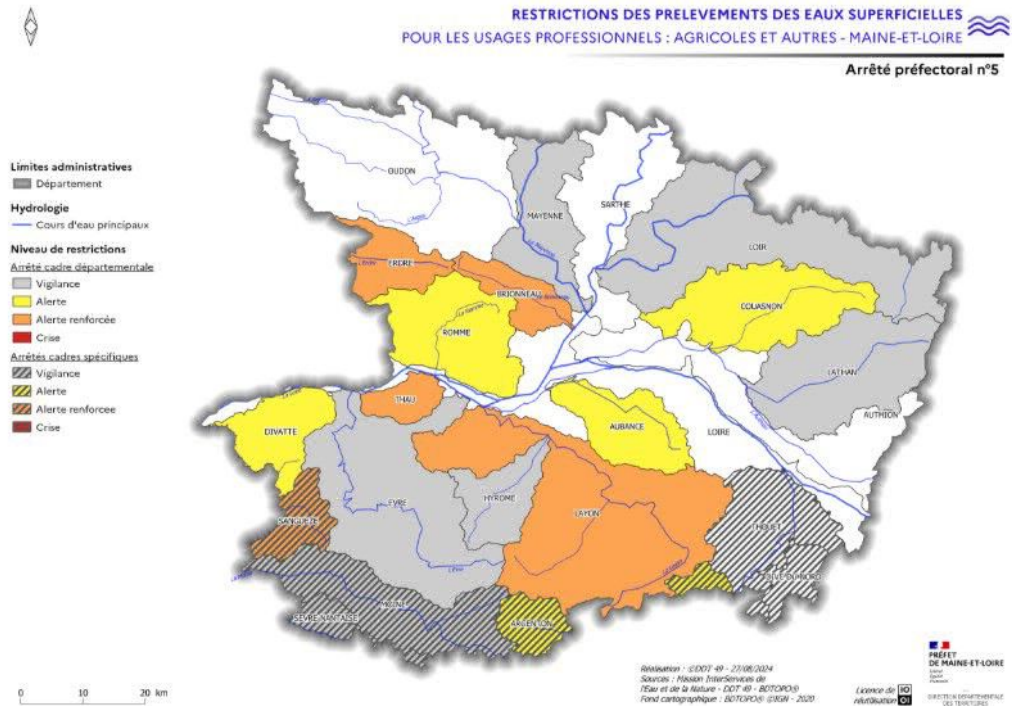 RESTRICTIONS DES PRELEVEMENTS DES EAUX SUPERFICIELLES
POUR LES USAGES PROFESSIONNELS : AGRICOLES ET AUTRES - MAINE-ET-LOIRE
Arrêté préfectoral n°5
Limites administratives
Département
Hydrologie
Cours d'eau principaux
Niveau de restrictions
Arrêté cadre départementale
Vigilance
Alerte
Alerte renforcée
Crise
Arrêtés cadres spécifiques
Vigilance
Alerte
Alerte renforcee
Crise
OUDON
MAYENNE
SARTHE
LOIR
ERDRE
BRIONNEAU
COUASNON
ROMME
LATHAN
THAU
AUTHION
DIVATTE
AUBANCE
LOIRE
EVRE
HYROME
LAYON
SANGUEZE
THOUET
DIVE DU NORD
MOINE
SEVRE NANTAISE
ARGENTON
Réalisation : ©DDT 49 - 27/08/2024
Sources : Mission InterServices de
l'Eau et de la Nature - DDT 49 - BDTOPO®
Fond cartographique : BDTOPO® ©IGN - 2020
Licence de
réutilisation
PRÉFET
DE MAINE-ET-LOIRE
DIRECTION DEPARTEMENTALE
DES TERRITOIRES
0 10 20 km